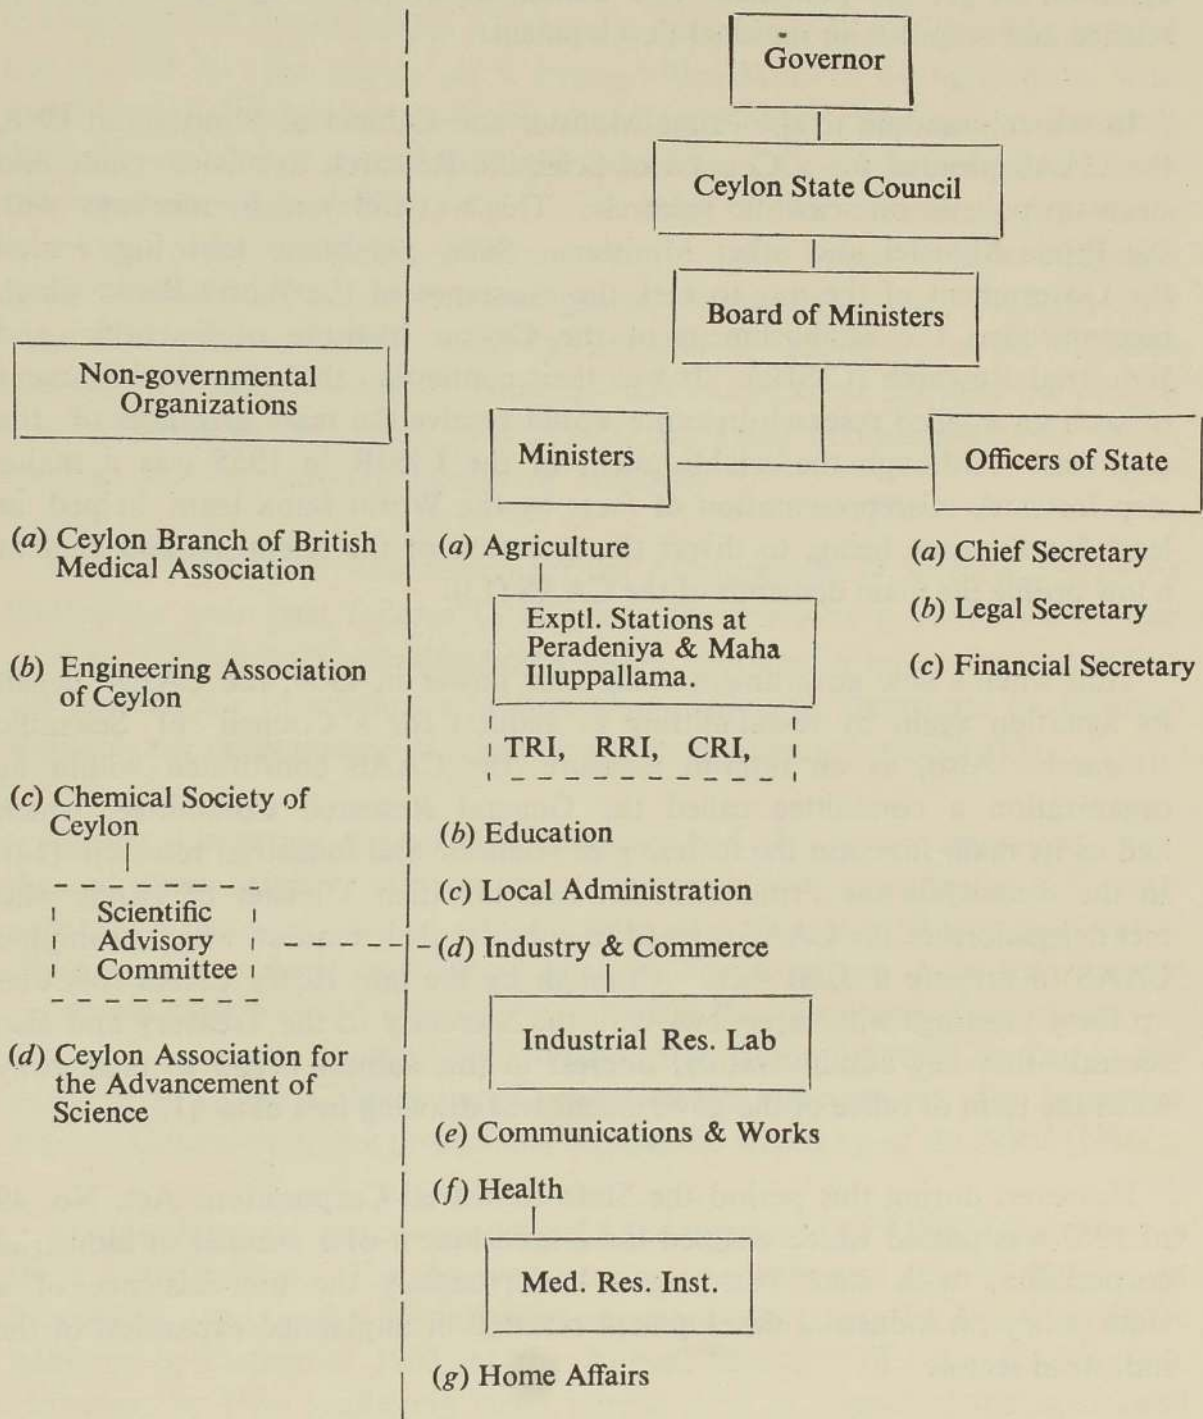 Governor
Ceylon State Council
Board of Ministers
Non-governmental
Organizations
Ministers
Officers of State
(a) Ceylon Branch of British
Medical Association
(b) Engineering Association
of Ceylon
(c) Chemical Society of
Ceylon
Scientific
Advisory
Committee
(d) Ceylon Association for
the Advancement of
Science
(a) Agriculture
Exptl. Stations at
Peradeniya & Maha
Illuppallama.
TRI, RRI, CRI,
(b) Education
(c) Local Administration
(d) Industry & Commerce
Industrial Res. Lab
(e) Communications & Works
(f) Health
Med. Res. Inst.
(g) Home Affairs
(a) Chief Secretary
(b) Legal Secretary
(c) Financial Secretary